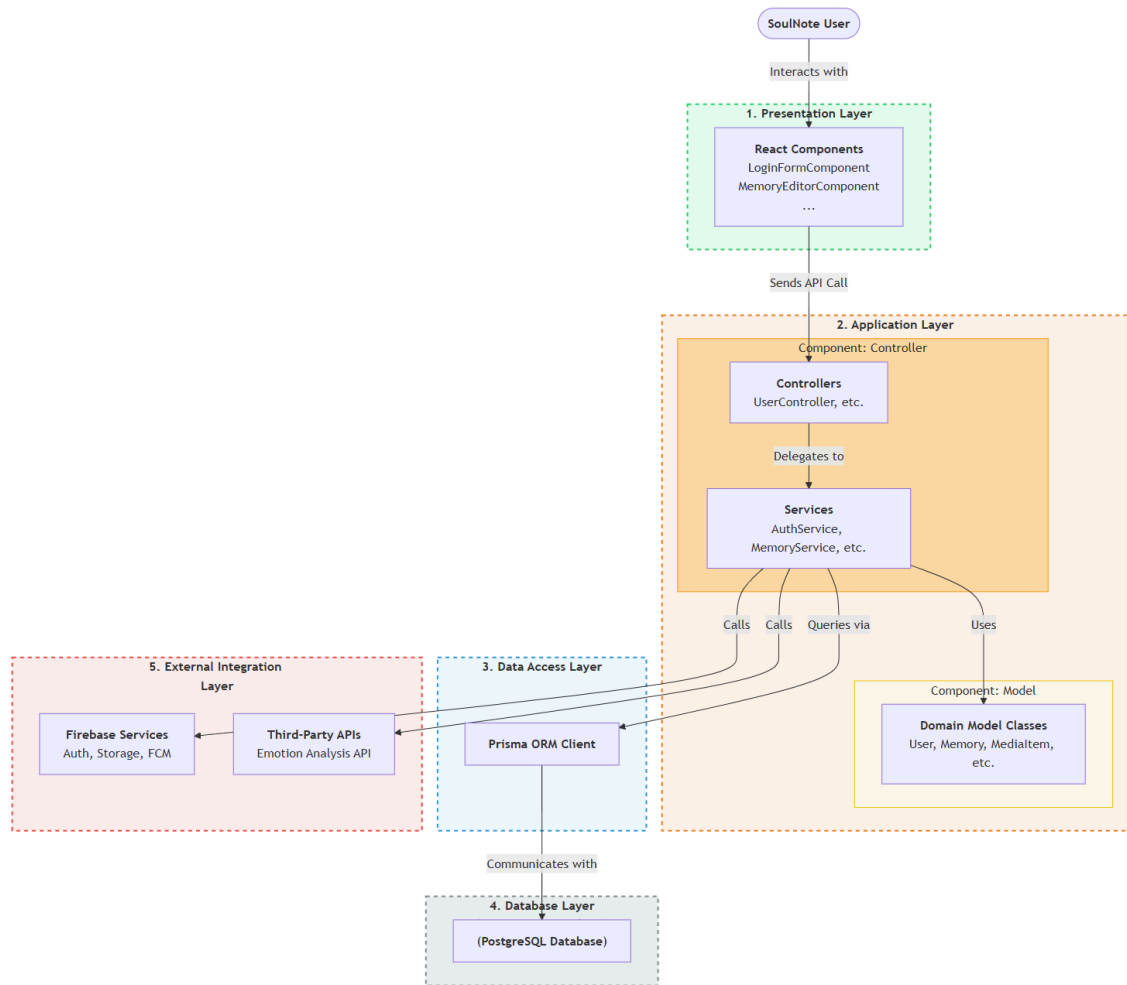 SoulNote User
Interacts with
1. Presentation Layer
React Components
LoginFormComponent
MemoryEditorComponent
...
Sends API Call
2. Application Layer
Component: Controller
Controllers
UserController, etc.
Delegates to
Services
AuthService,
MemoryService, etc.
Calls
Calls
Queries via
Uses
5. External Integration
Layer
Firebase Services
Auth, Storage, FCM
Third-Party APIs
Emotion Analysis API
3. Data Access Layer
Prisma ORM Client
Component: Model
Domain Model Classes
User, Memory, MediaItem,
etc.
Communicates with
4. Database Layer
(PostgreSQL Database)